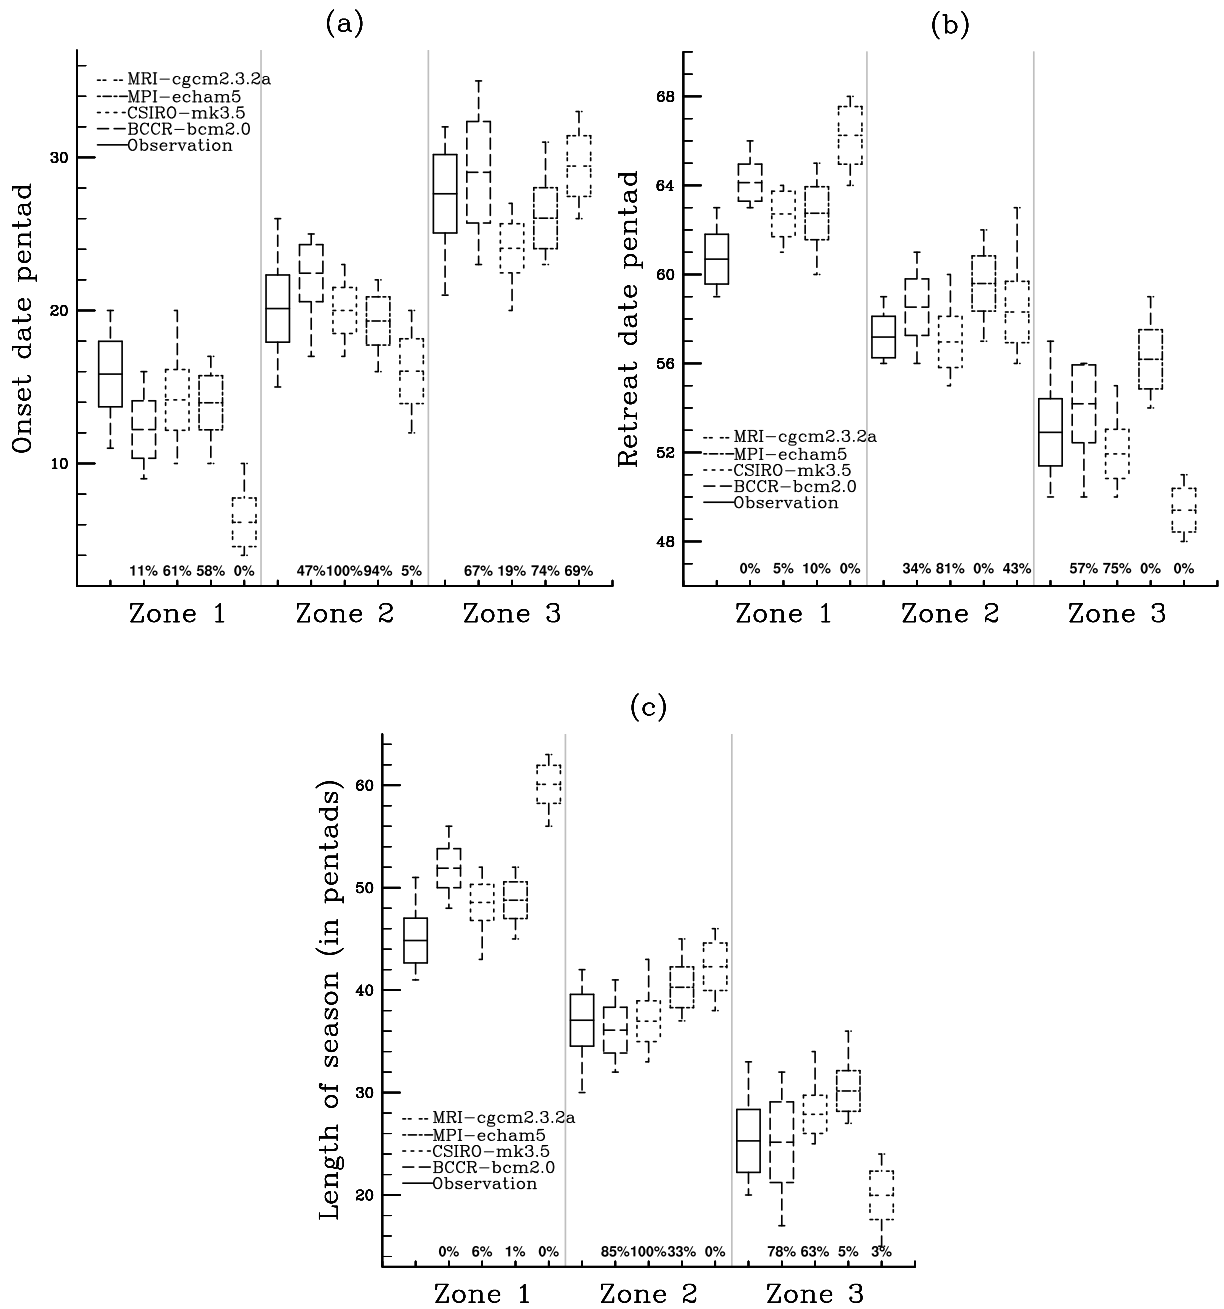 (a)
Onset date pentad
30
20
10
MRI−cgcm2.3.2a
MPI−echam5
CSIRO−mk3.5
BCCR−bcm2.0
Observation
11% 61% 58% 0% 47% 100% 94% 5% 67% 19% 74% 69%
Zone 1 Zone 2 Zone 3
(b)
Retreat date pentad
68
64
60
56
52
48
MRI−cgcm2.3.2a
MPI−echam5
CSIRO−mk3.5
BCCR−bcm2.0
Observation
0% 5% 10% 0% 34% 81% 0% 43% 57% 75% 0% 0%
Zone 1 Zone 2 Zone 3
(c)
Length of season (in pentads)
60
50
40
30
20
MRI−cgcm2.3.2a
MPI−echam5
CSIRO−mk3.5
BCCR−bcm2.0
Observation
0% 6% 1% 0% 85% 100% 33% 0% 78% 63% 5% 3%
Zone 1 Zone 2 Zone 3